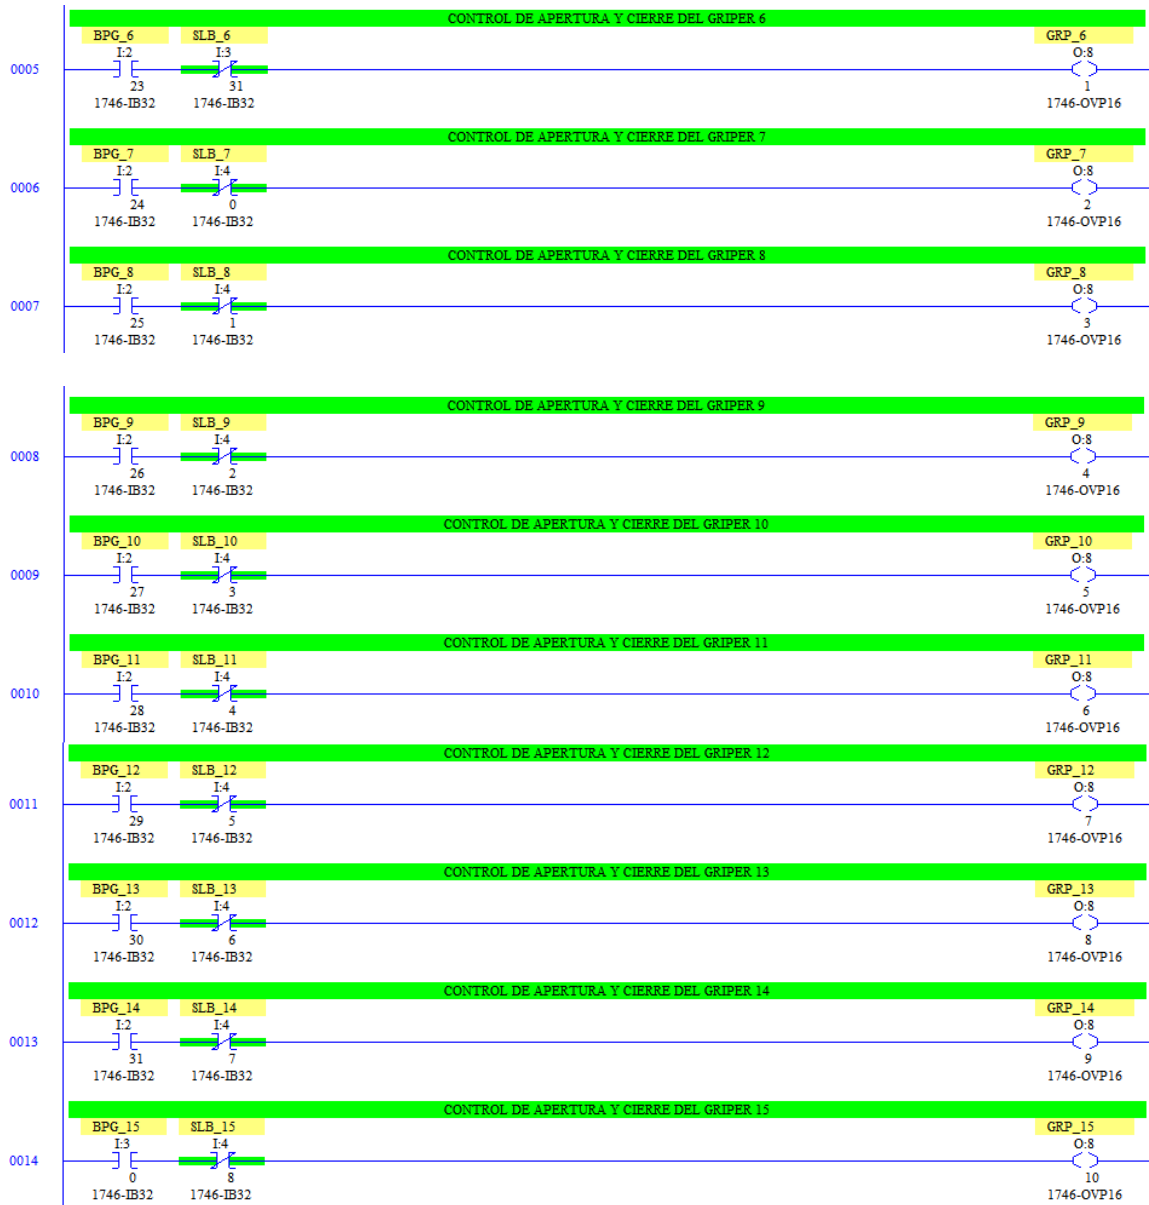 CONTROL DE APERTURA Y CIERRE DEL GRIPER 6
BPG_6 SLB_6 GRP_6
I:2 I:3 O:8
0005
23 31 1
1746-IB32 1746-IB32 1746-OVP16
CONTROL DE APERTURA Y CIERRE DEL GRIPER 7
BPG_7 SLB_7 GRP_7
I:2 I:4 O:8
0006
24 0 2
1746-IB32 1746-IB32 1746-OVP16
CONTROL DE APERTURA Y CIERRE DEL GRIPER 8
BPG_8 SLB_8 GRP_8
I:2 I:4 O:8
0007
25 1 3
1746-IB32 1746-IB32 1746-OVP16
CONTROL DE APERTURA Y CIERRE DEL GRIPER 9
BPG_9 SLB_9 GRP_9
I:2 I:4 O:8
0008
26 2 4
1746-IB32 1746-IB32 1746-OVP16
CONTROL DE APERTURA Y CIERRE DEL GRIPER 10
BPG_10 SLB_10 GRP_10
I:2 I:4 O:8
0009
27 3 5
1746-IB32 1746-IB32 1746-OVP16
CONTROL DE APERTURA Y CIERRE DEL GRIPER 11
BPG_11 SLB_11 GRP_11
I:2 I:4 O:8
0010
28 4 6
1746-IB32 1746-IB32 1746-OVP16
CONTROL DE APERTURA Y CIERRE DEL GRIPER 12
BPG_12 SLB_12 GRP_12
I:2 I:4 O:8
0011
29 5 7
1746-IB32 1746-IB32 1746-OVP16
CONTROL DE APERTURA Y CIERRE DEL GRIPER 13
BPG_13 SLB_13 GRP_13
I:2 I:4 O:8
0012
30 6 8
1746-IB32 1746-IB32 1746-OVP16
CONTROL DE APERTURA Y CIERRE DEL GRIPER 14
BPG_14 SLB_14 GRP_14
I:2 I:4 O:8
0013
31 7 9
1746-IB32 1746-IB32 1746-OVP16
CONTROL DE APERTURA Y CIERRE DEL GRIPER 15
BPG_15 SLB_15 GRP_15
I:3 I:4 O:8
0014
0 8 10
1746-IB32 1746-IB32 1746-OVP16